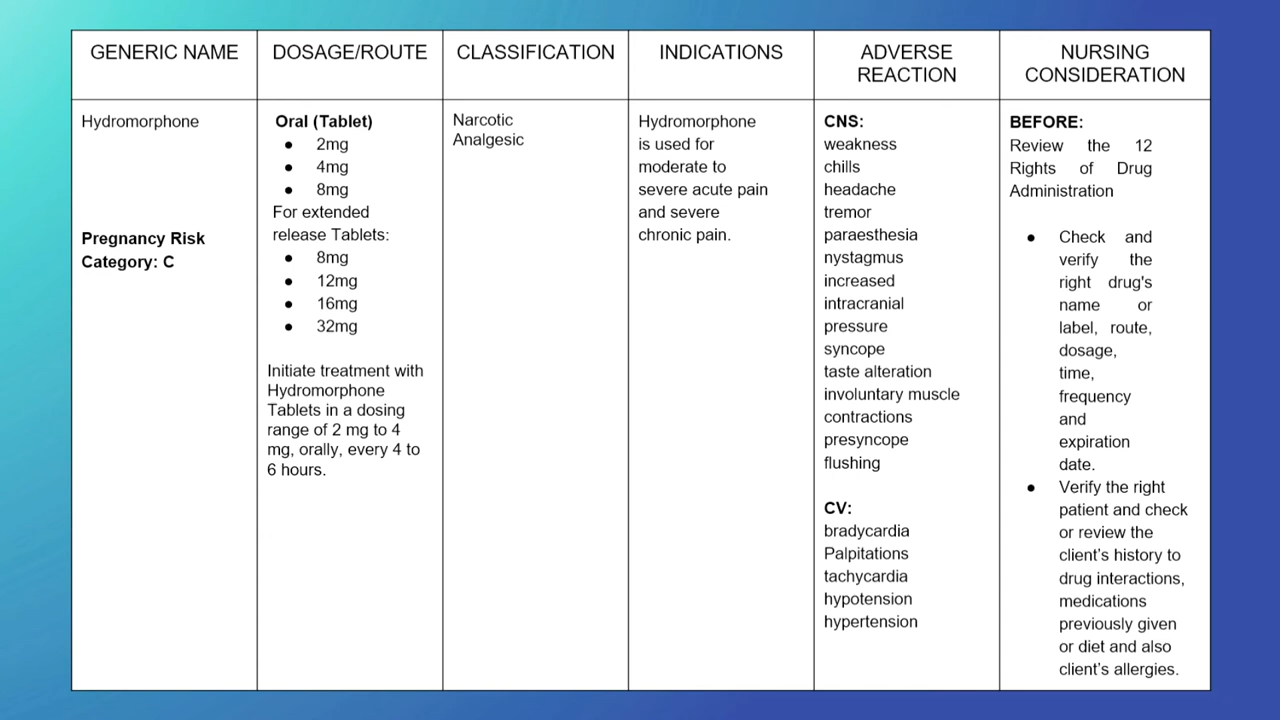 GENERIC NAME
DOSAGE/ROUTE
CLASSIFICATION
INDICATIONS
ADVERSE
REACTION
NURSING
CONSIDERATION
Hydromorphone
Pregnancy Risk
Category: C
Oral (Tablet)
● 2mg
● 4mg
● 8mg
For extended
release Tablets:
● 8mg
● 12mg
● 16mg
● 32mg
Initiate treatment with
Hydromorphone
Tablets in a dosing
range of 2 mg to 4
mg, orally, every 4 to
6 hours.
Narcotic
Analgesic
Hydromorphone
is used for
moderate to
severe acute pain
and severe
chronic pain.
CNS:
weakness
chills
headache
tremor
paraesthesia
nystagmus
increased
intracranial
pressure
syncope
taste alteration
involuntary muscle
contractions
presyncope
flushing
CV:
bradycardia
Palpitations
tachycardia
hypotension
hypertension
BEFORE:
Review the 12
Rights of Drug
Administration
● Check and
verify the
right drug's
name or
label, route,
dosage,
time,
frequency
and
expiration
date.
● Verify the right
patient and check
or review the
client’s history to
drug interactions,
medications
previously given
or diet and also
client’s allergies.